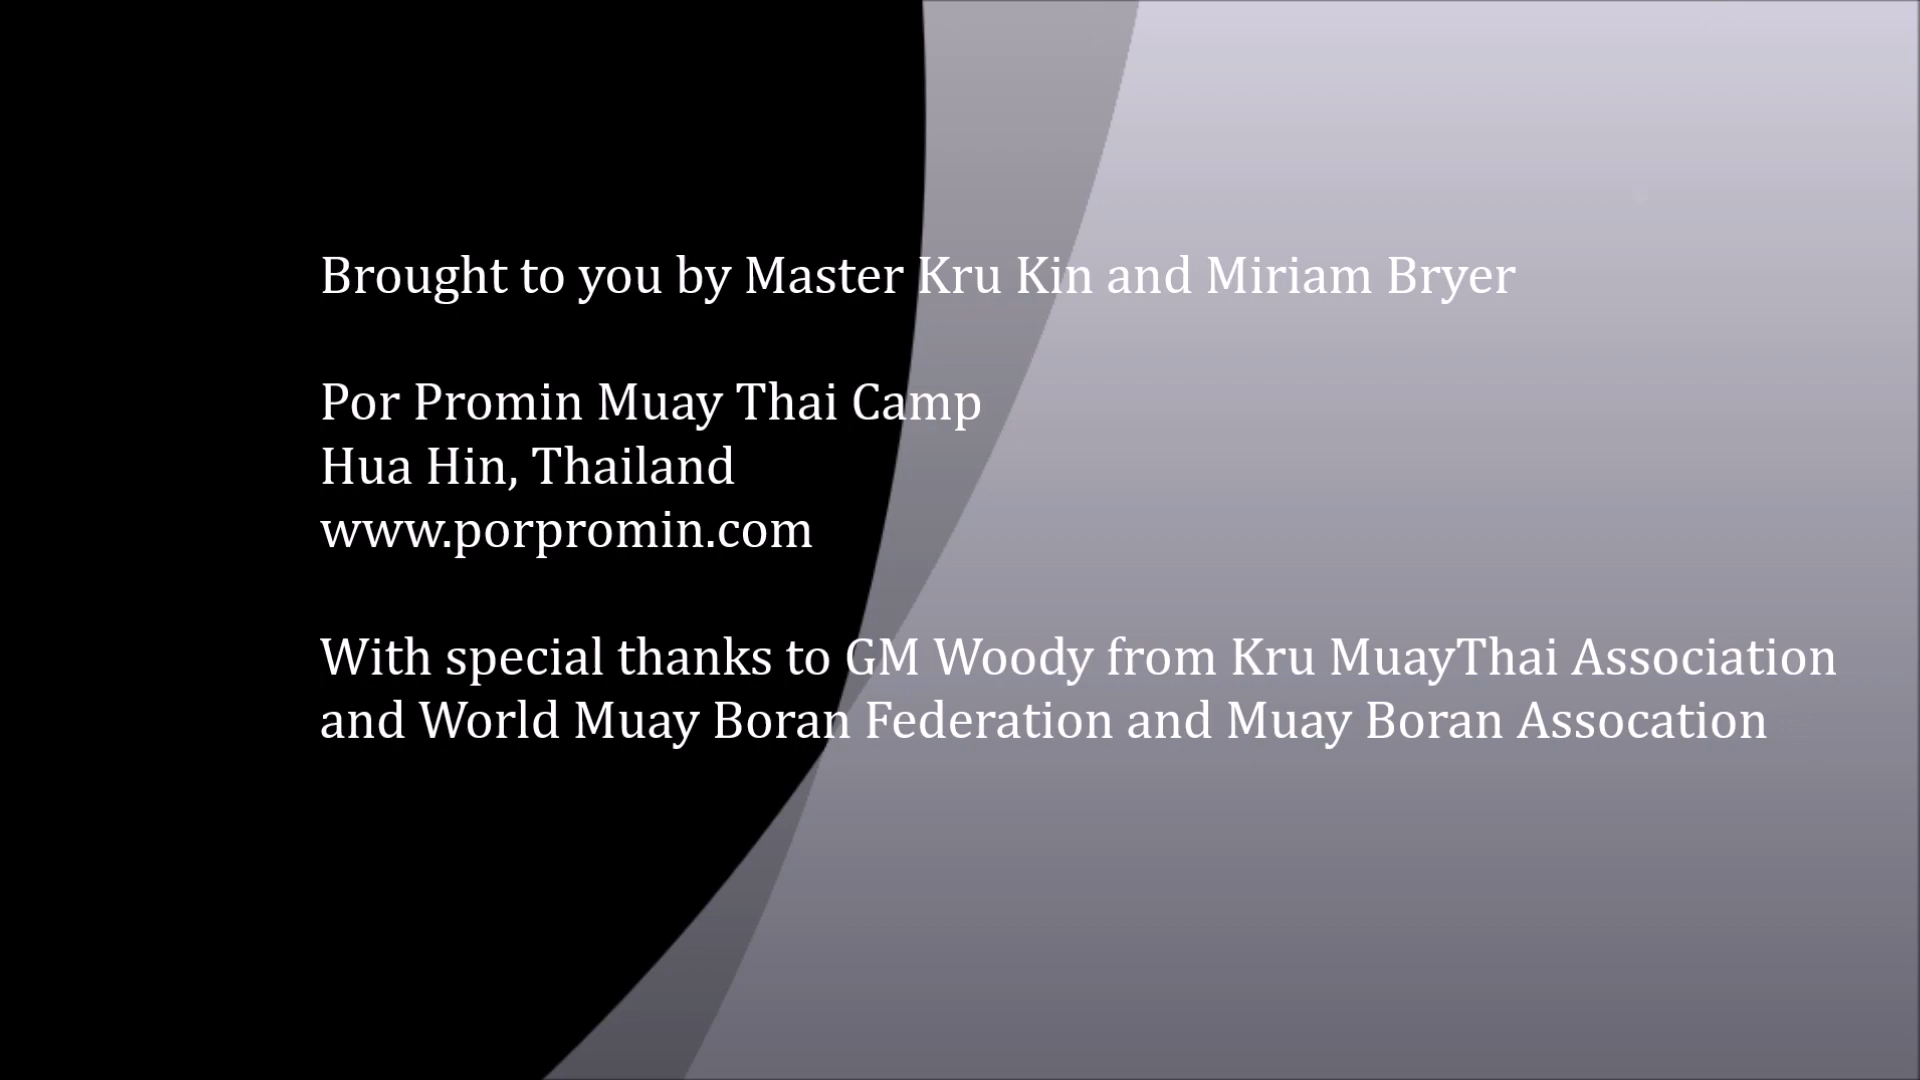 Brought to you by Master Kru Kin and Miriam Bryer
Por Promin Muay Thai Camp
Hua Hin, Thailand
www.porpromin.com
With special thanks to GM Woody from Kru MuayThai Association
and World Muay Boran Federation and Muay Boran Assocation